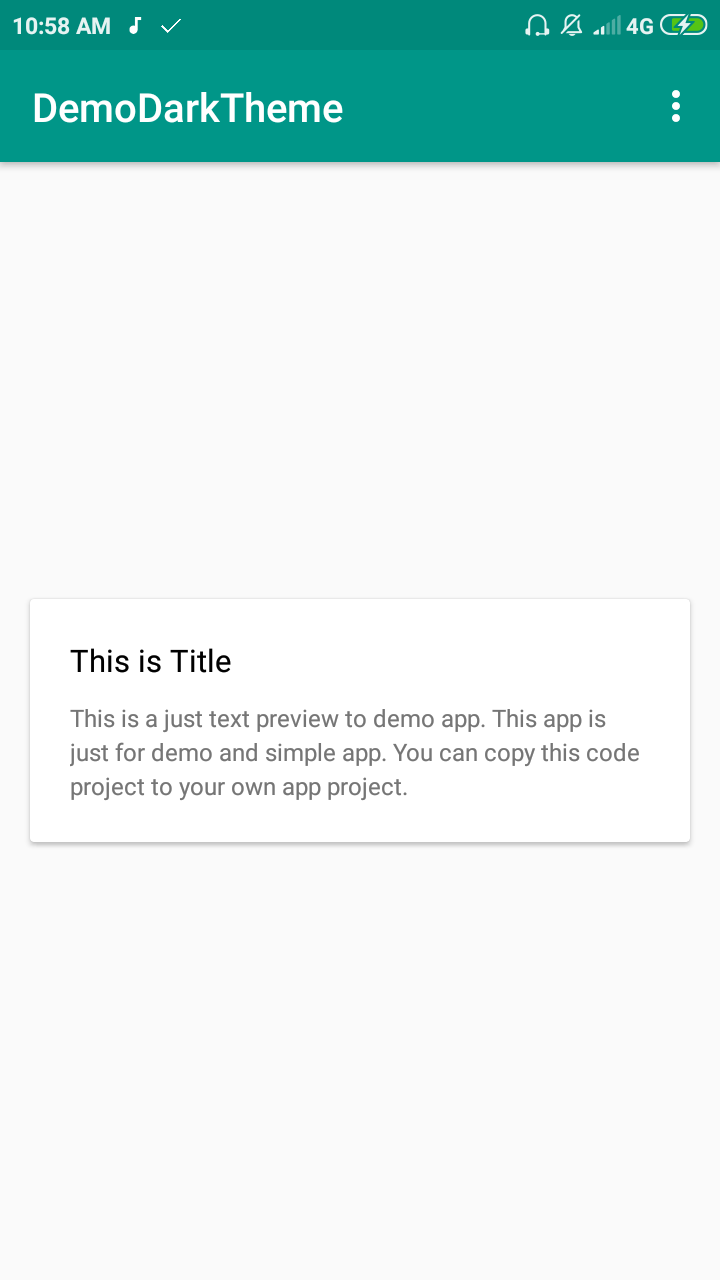 10:58 AM 4G
DemoDarkTheme
This is Title
This is a just text preview to demo app. This app is
just for demo and simple app. You can copy this code
project to your own app project.